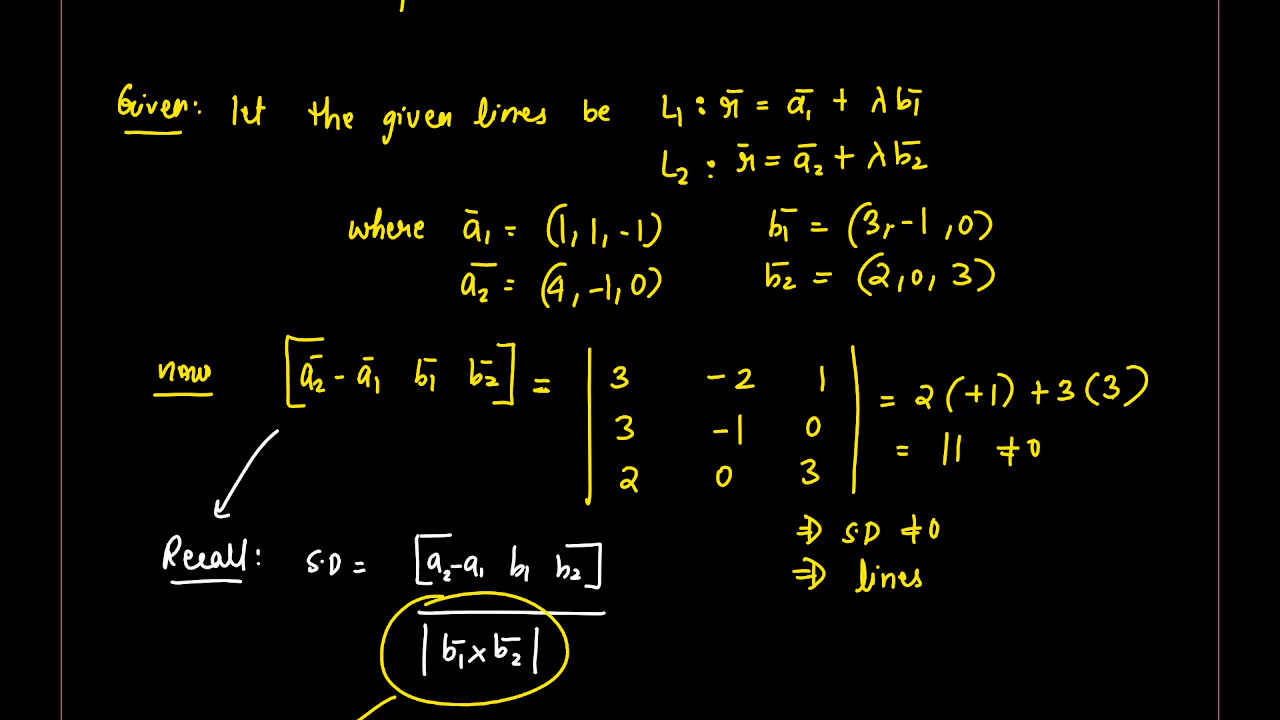 Given: let the given lines be L₁ : r̄ = ā₁ + λb̄₁
L₂ : r̄ = ā₂ + λb̄₂
where ā₁ = (1, 1, -1) b̄₁ = (3, -1, 0)
ā₂ = (4, -1, 0) b̄₂ = (2, 0, 3)
now [ā₂ - ā₁ b̄₁ b̄₂] = | 3 -2 1 | = 2(+1) + 3(3)
| 3 -1 0 | = 11 ≠ 0
| 2 0 3 |
⇒ S.D ≠ 0
Recall: S.D = [ā₂-a₁ b₁ b̄₂]
⇒ lines
|b̄₁ × b̄₂|